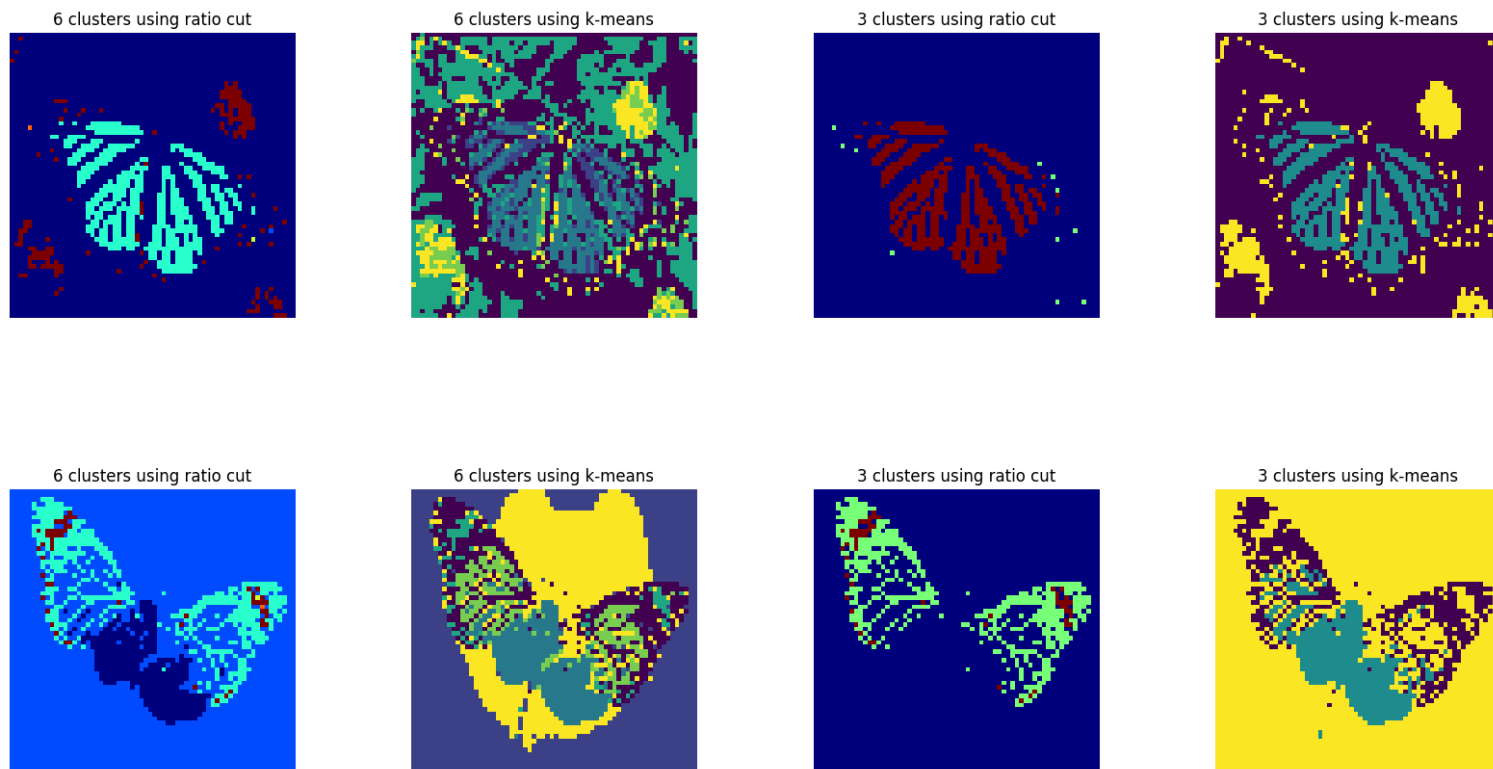 6 clusters using ratio cut
6 clusters using k-means
3 clusters using ratio cut
3 clusters using k-means
6 clusters using ratio cut
6 clusters using k-means
3 clusters using ratio cut
3 clusters using k-means